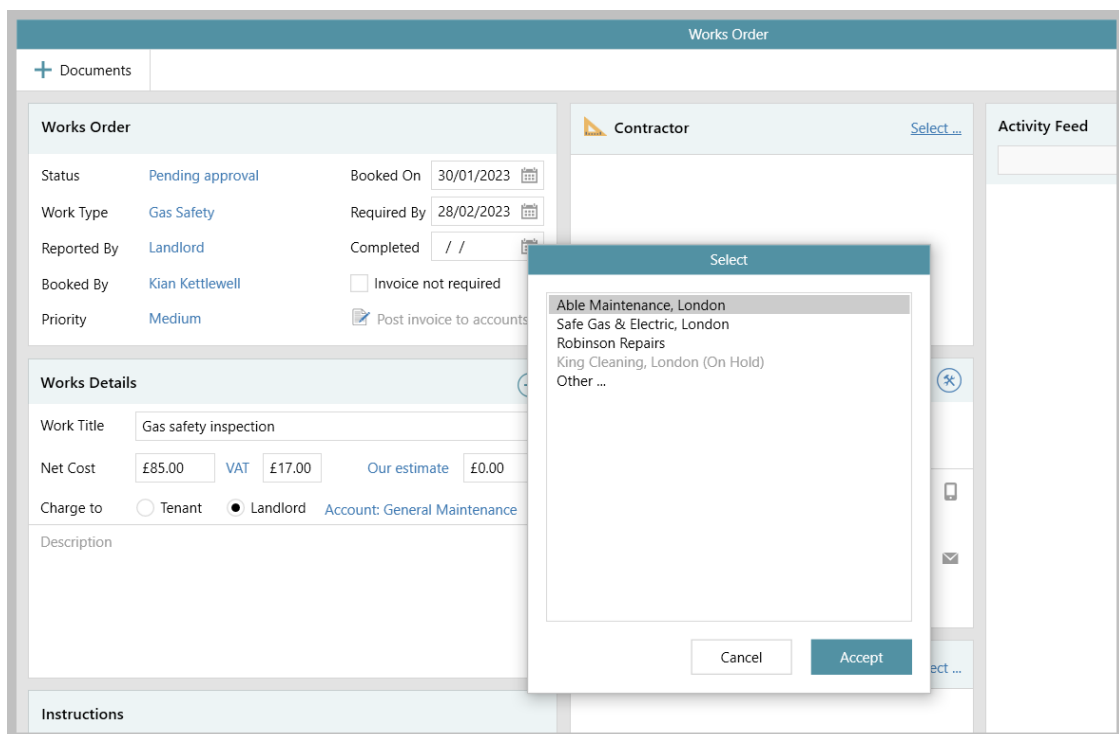 Works Order
Documents
Works Order
Status Pending approval Booked On 30/01/2023
Work Type Gas Safety Required By 28/02/2023
Reported By Landlord Completed / /
Booked By Kian Kettlewell Invoice not required
Priority Medium Post invoice to accounts
Works Details
Work Title Gas safety inspection
Net Cost £85.00 VAT £17.00 Our estimate £0.00
Charge to Tenant Landlord Account: General Maintenance
Description
Instructions
Contractor Select ...
Select
Able Maintenance, London
Safe Gas & Electric, London
Robinson Repairs
King Cleaning, London (On Hold)
Other ...
Cancel Accept
ect ...
Activity Feed